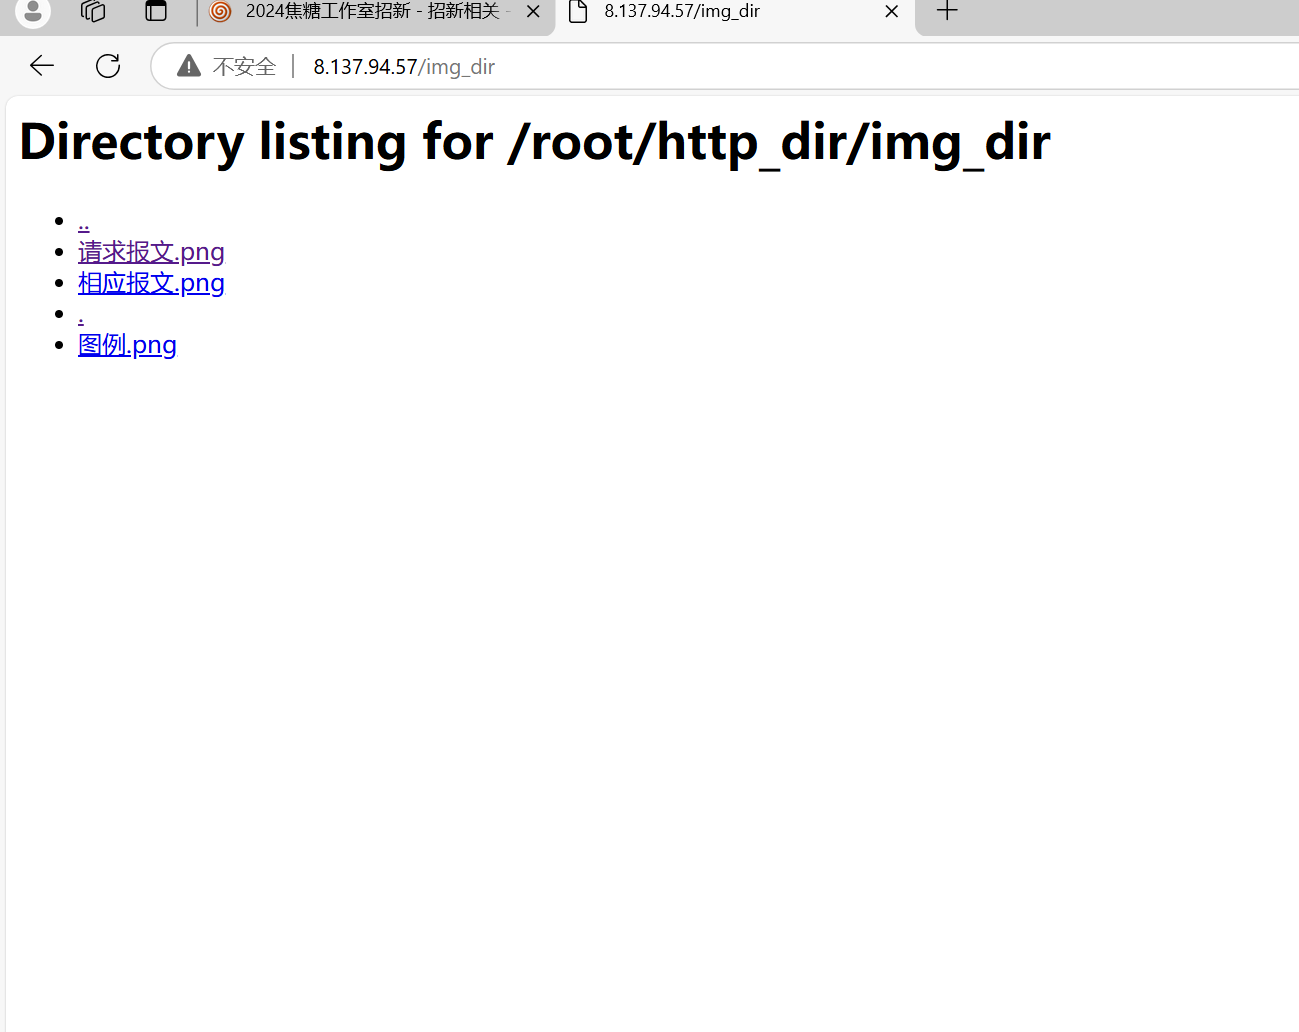 2024焦糖工作室招新 - 招新相关 -
8.137.94.57/img_dir
不安全 | 8.137.94.57/img_dir
Directory listing for /root/http_dir/img_dir
..
请求报文.png
相应报文.png
.
图例.png